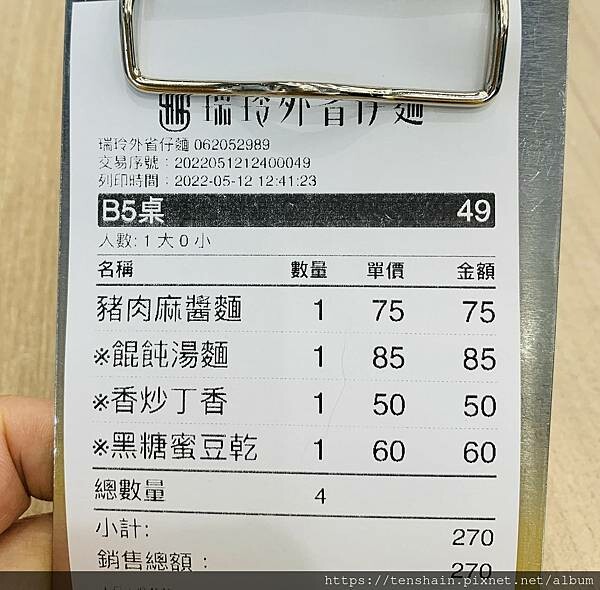 瑞玲外省仔麵
瑞玲外省仔麵 062052989
交易序號：2022051212400049
列印時間：2022-05-12 12:41:23
B5桌 49
人數: 1 大 0 小
名稱 數量 單價 金額
豬肉麻醬麵 1 75 75
※餛飩湯麵 1 85 85
※香炒丁香 1 50 50
※黑糖蜜豆乾 1 60 60
總數量 4
小計: 270
銷售總額： 270
https://tenshain.pixnet.net/album